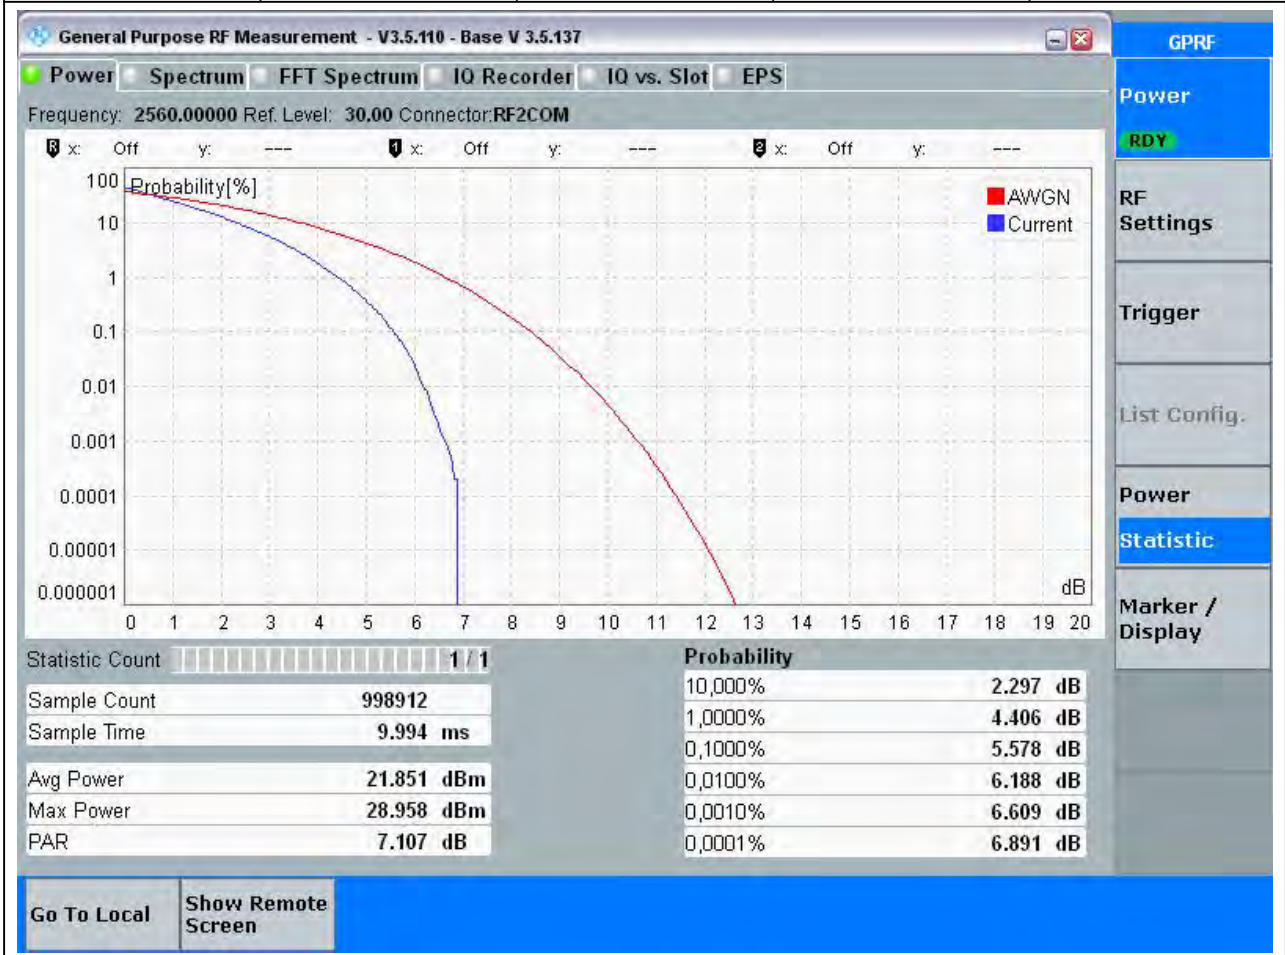 General Purpose RF Measurement - V3.5.110 - Base V 3.5.137
GPRF
Power Spectrum FFT Spectrum IQ Recorder IQ vs. Slot EPS
Frequency: 2560.00000 Ref. Level: 30.00 Connector:RF2COM
R x: Off y: --- 1 x: Off y: --- 2 x: Off y: ---
Probability[%]
AWGN
Current
100
10
1
0.1
0.01
0.001
0.0001
0.00001
0.000001
dB
0 1 2 3 4 5 6 7 8 9 10 11 12 13 14 15 16 17 18 19 20
Statistic Count 1 / 1
Sample Count 998912
Sample Time 9.994 ms
Avg Power 21.851 dBm
Max Power 28.958 dBm
PAR 7.107 dB
Probability
10,000% 2.297 dB
1,0000% 4.406 dB
0,1000% 5.578 dB
0,0100% 6.188 dB
0,0010% 6.609 dB
0,0001% 6.891 dB
Power
RDY
RF
Settings
Trigger
List Config.
Power
Statistic
Marker /
Display
Go To Local
Show Remote
Screen